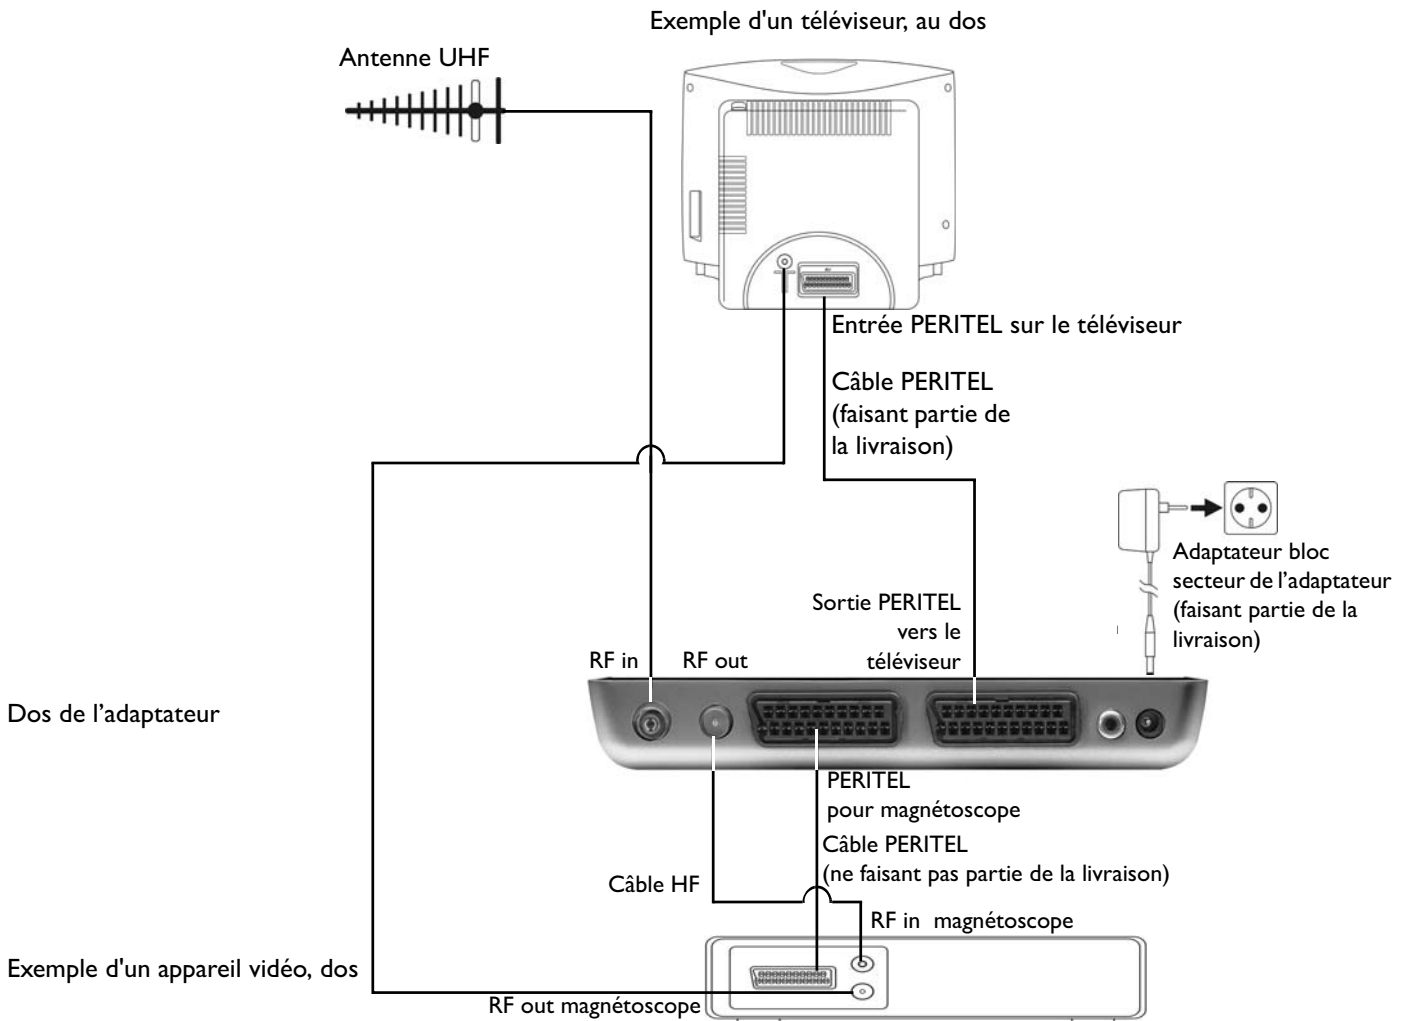 Exemple d'un téléviseur, au dos
Antenne UHF
Entrée PERITEL sur le téléviseur
Câble PERITEL
(faisant partie de
la livraison)
Adaptateur bloc
secteur de l'adaptateur
(faisant partie de la
livraison)
Sortie PERITEL
vers le
téléviseur
RF in
RF out
Dos de l'adaptateur
PERITEL
pour magnétoscope
Câble PERITEL
(ne faisant pas partie de la livraison)
Câble HF
RF in magnétoscope
Exemple d'un appareil vidéo, dos
RF out magnétoscope